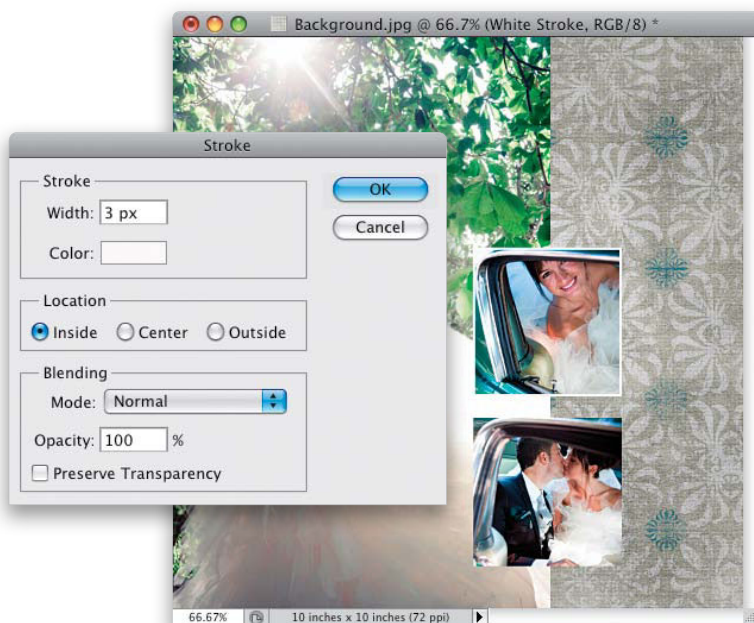 Background.jpg @ 66.7% (White Stroke, RGB/8) *
Stroke
Stroke
Width: 3 px
Color:
OK
Cancel
Location
Inside Center Outside
Blending
Mode: Normal
Opacity: 100 %
Preserve Transparency
66.67% 10 inches x 10 inches (72 ppi)